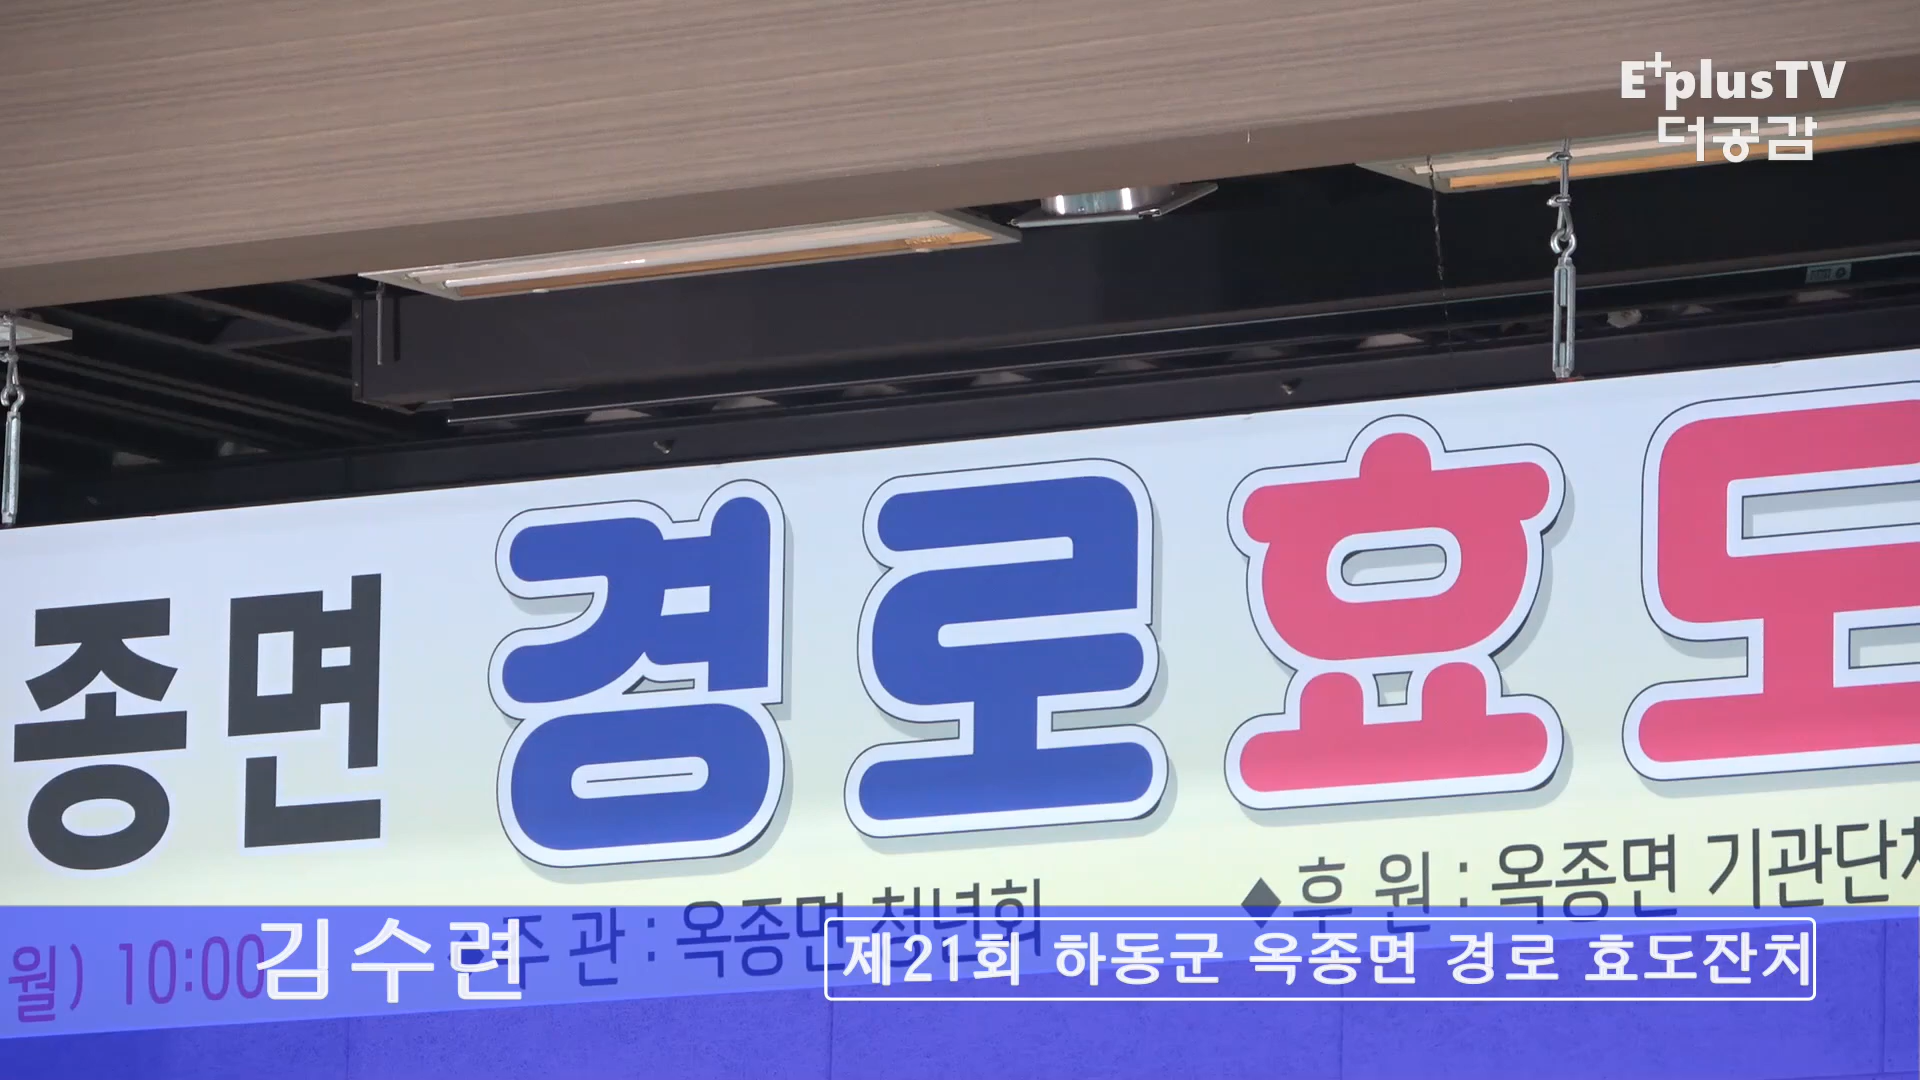 E+plusTV
더공감
종면 경로효도
주 관 : 옥종면 청년회 ◆후 원 : 옥종면 기관단체
월) 10:00
김수련
제21회 하동군 옥종면 경로 효도잔치